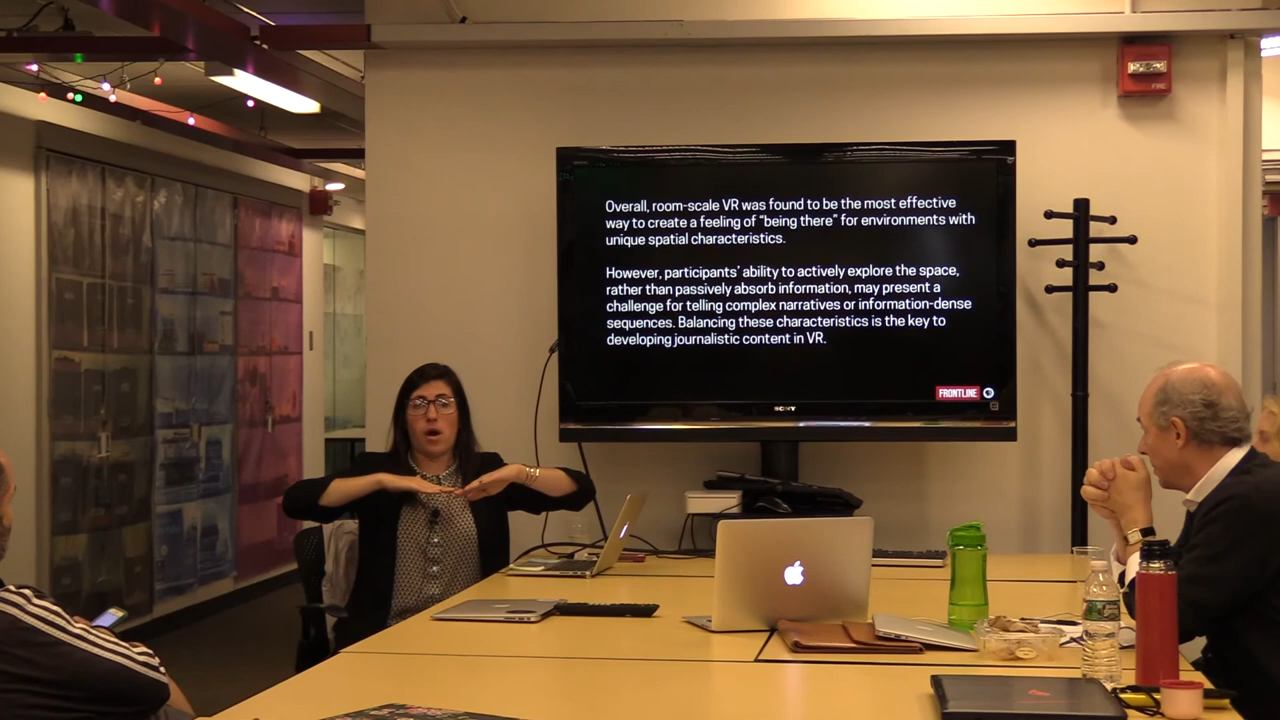 FIRE
Overall, room-scale VR was found to be the most effective
way to create a feeling of “being there” for environments with
unique spatial characteristics.
However, participants’ ability to actively explore the space,
rather than passively absorb information, may present a
challenge for telling complex narratives or information-dense
sequences. Balancing these characteristics is the key to
developing journalistic content in VR.
FRONTLINE
SONY